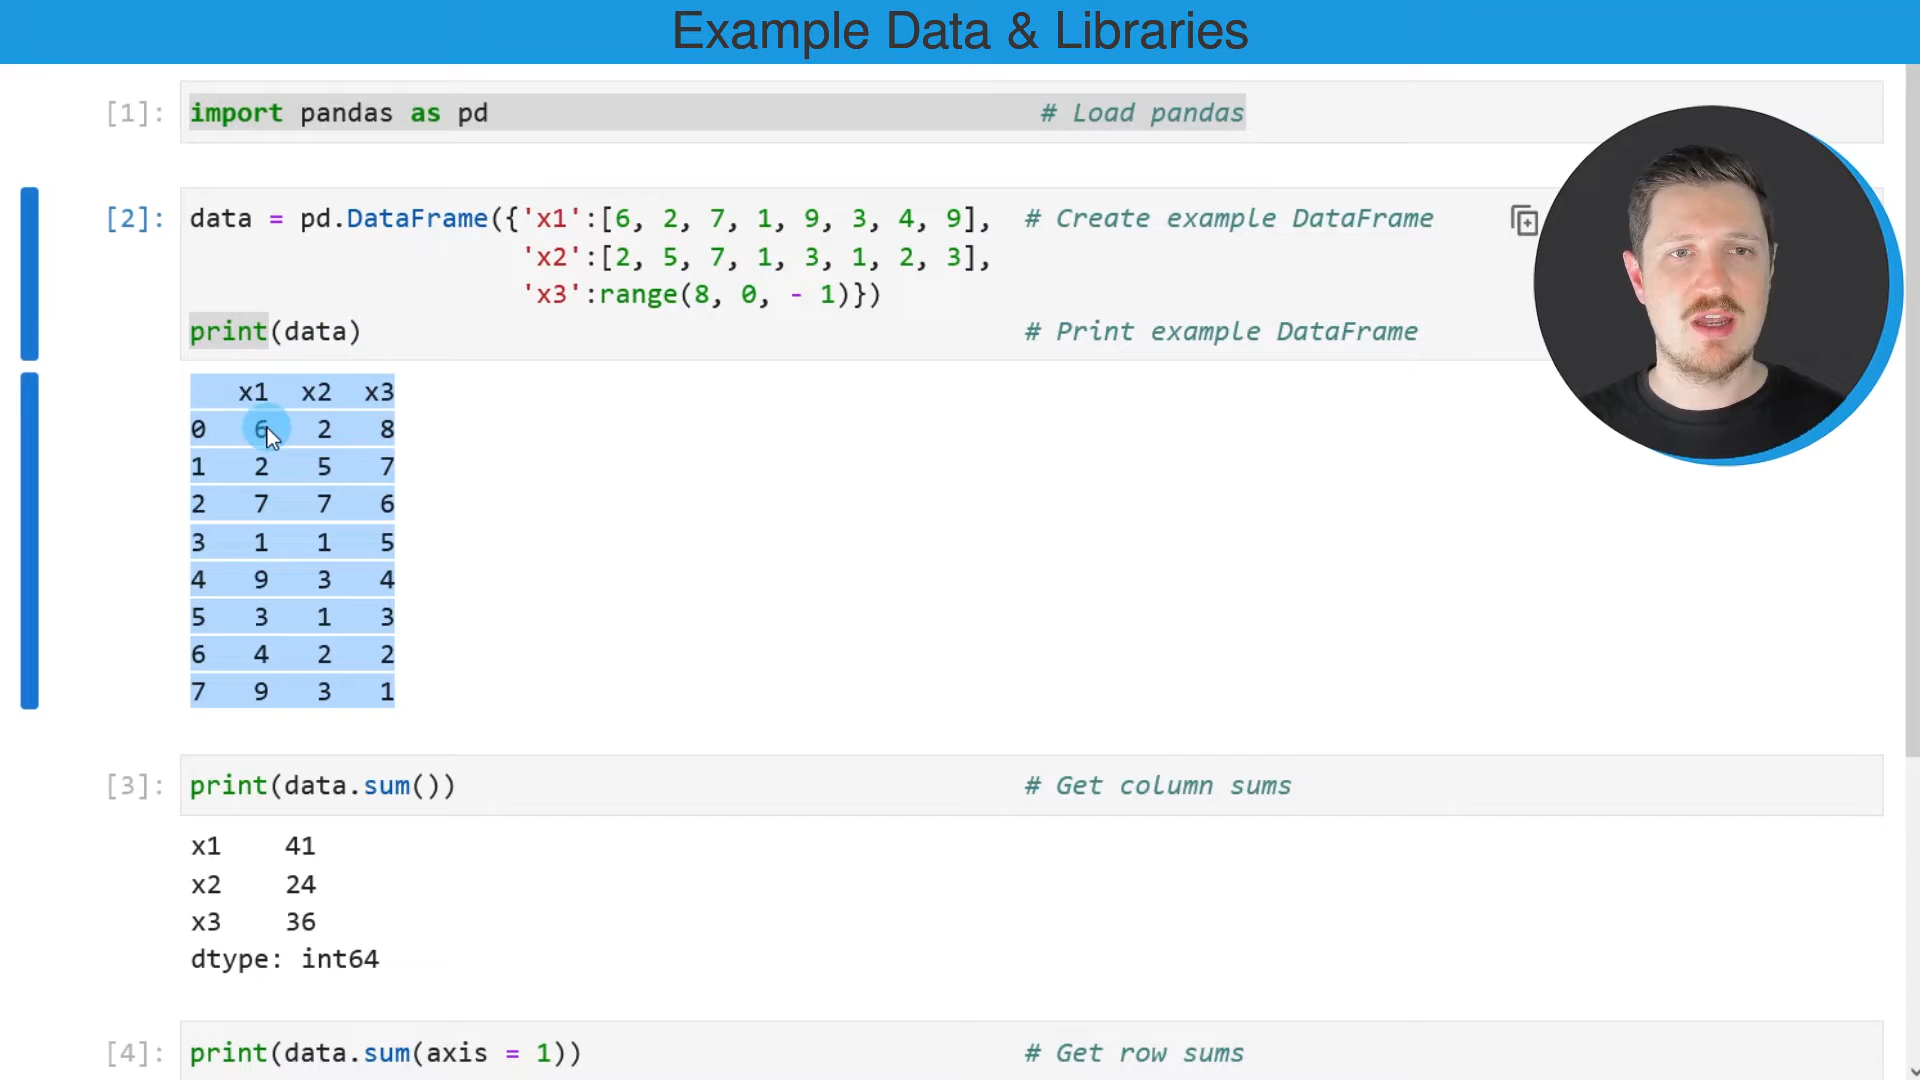 Example Data & Libraries
[1]: import pandas as pd # Load pandas
[2]: data = pd.DataFrame({'x1':[6, 2, 7, 1, 9, 3, 4, 9], # Create example DataFrame
'x2':[2, 5, 7, 1, 3, 1, 2, 3],
'x3':range(8, 0, - 1)})
print(data) # Print example DataFrame
x1 x2 x3
0 6 2 8
1 2 5 7
2 7 7 6
3 1 1 5
4 9 3 4
5 3 1 3
6 4 2 2
7 9 3 1
[3]: print(data.sum()) # Get column sums
x1 41
x2 24
x3 36
dtype: int64
[4]: print(data.sum(axis = 1)) # Get row sums